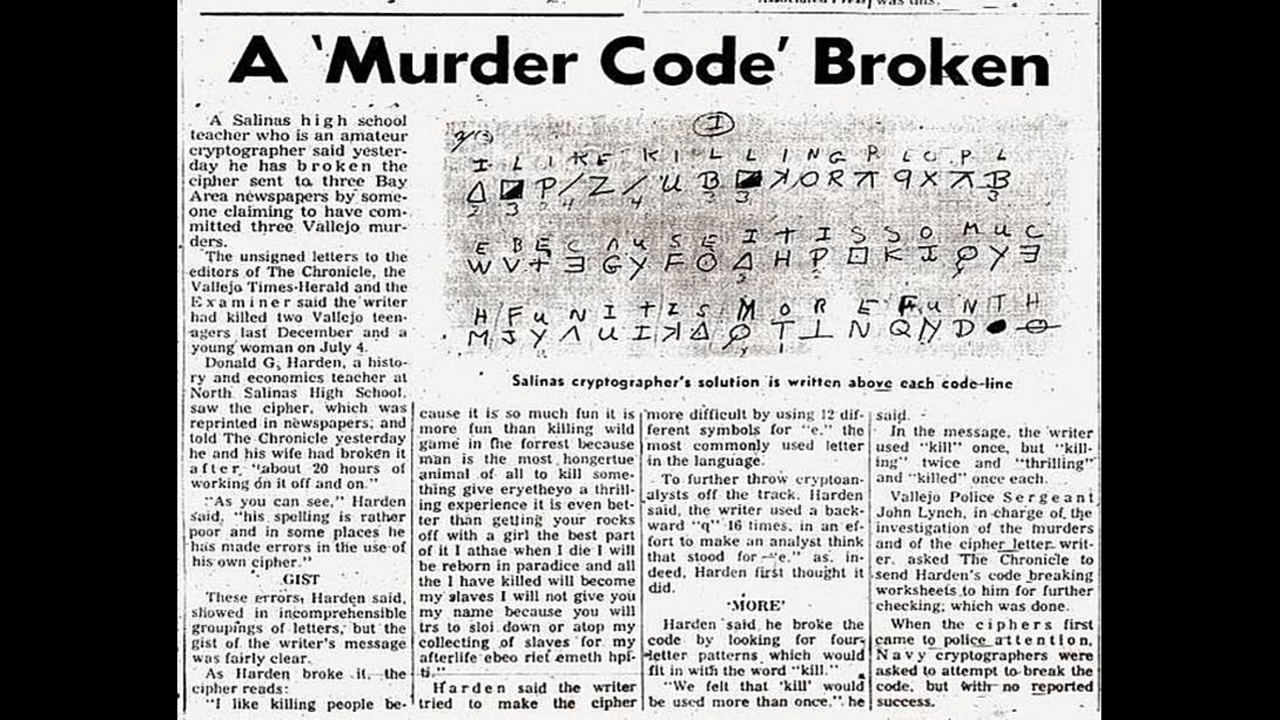 was this:
A 'Murder Code' Broken
A Salinas high school
teacher who is an amateur
cryptographer said yester-
day he has broken the
cipher sent to three Bay
Area newspapers by some-
one claiming to have com-
mitted three Vallejo mur-
ders.
The unsigned letters to the
editors of The Chronicle, the
Vallejo Times-Herald and the
Examiner said the writer
had killed two Vallejo teen-
agers last December and a
young woman on July 4.
Donald G. Harden, a histo-
ry and economics teacher at
North Salinas High School,
saw the cipher, which was
reprinted in newspapers, and
told The Chronicle yesterday
he and his wife had broken it
after "about 20 hours of
working on it off and on."
"As you can see," Harden
said, "his spelling is rather
poor and in some places he
has made errors in the use of
his own cipher."
GIST
These errors, Harden said,
showed in incomprehensible
groupings of letters, but the
gist of the writer's message
was fairly clear.
As Harden broke it, the
cipher reads:
"I like killing people be-
1
I L I K E K I L L I N G P E O P L
E B E C A U S E I T I S S O M U C
H F U N I T I S M O R E F U N T H
Salinas cryptographer's solution is written above each code-line
cause it is so much fun it is
more fun than killing wild
game in the forrest because
man is the most hongertue
animal of all to kill some-
thing give eryetheyo a thrill-
ing experience it is even bet-
ter than getting your rocks
off with a girl the best part
of it I athae when I die I will
be reborn in paradice and all
the I have killed will become
my slaves I will not give you
my name because you will
trs to sloi down or atop my
collecting of slaves for my
afterlife ebeo rief emeth hpf-
ti."
Harden said the writer
tried to make the cipher
more difficult by using 12 dif-
ferent symbols for "e," the
most commonly used letter
in the language.
To further throw cryptoan-
alysts off the track, Harden
said, the writer used a back-
ward "q" 16 times, in an ef-
fort to make an analyst think
that stood for "e," as, in-
deed, Harden first thought it
did.
'MORE'
Harden said he broke the
code by looking for four-
letter patterns which would
fit in with the word "kill."
"We felt that 'kill' would
be used more than once," he
said.
In the message, the writer
used "kill" once, but "kill-
ing" twice and "thrilling"
and "killed" once each.
Vallejo Police Sergeant
John Lynch, in charge of the
investigation of the murders
and of the cipher letter writ-
er, asked The Chronicle to
send Harden's code breaking
worksheets to him for further
checking; which was done.
When the ciphers first
came to police attention,
Navy cryptographers were
asked to attempt to break the
code, but with no reported
success.